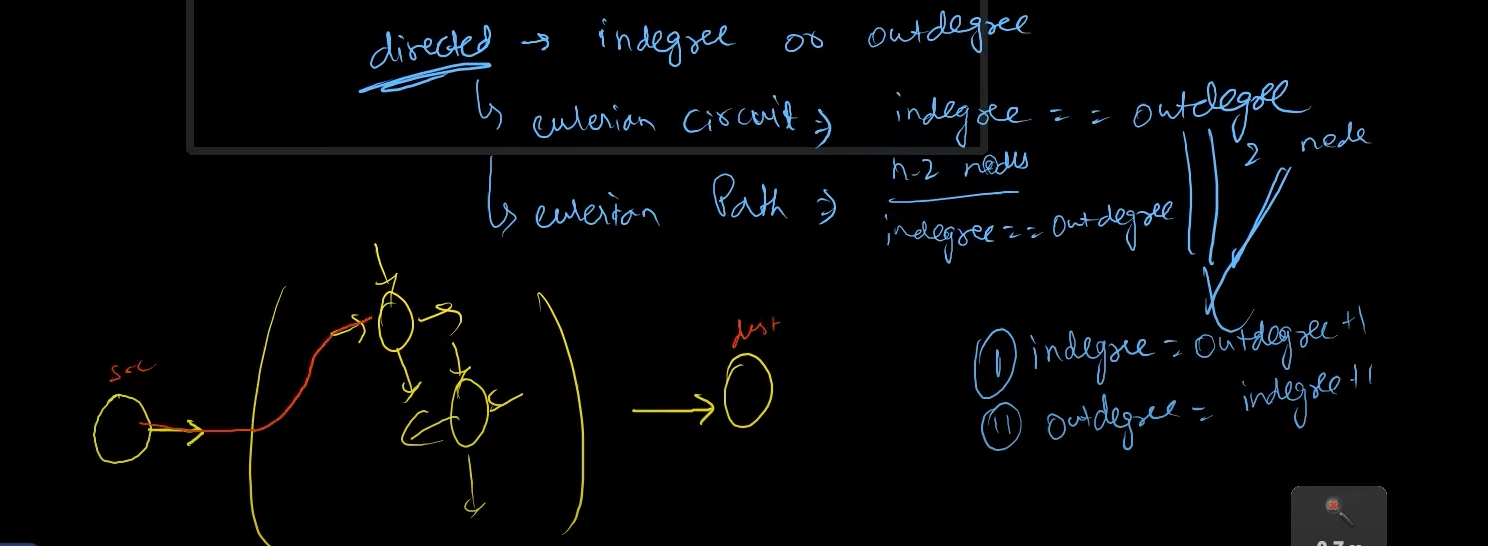 directed → indegree or outdegree
↳ eulerian circuit ⇒ indegree == outdegree
n-2 nodes
2 node
↳ eulerian Path ⇒ indegree == outdegree
src
dest
I indegree = outdegree +1
II outdegree = indegree +1